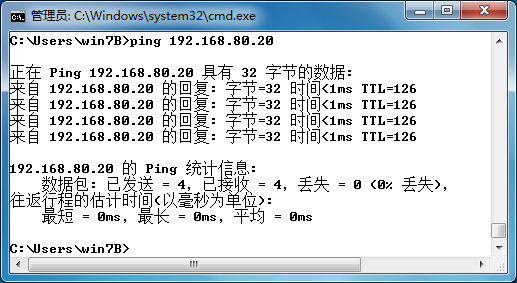 管理员: C:\Windows\system32\cmd.exe
C:\Users\win7B>ping 192.168.80.20
正在 Ping 192.168.80.20 具有 32 字节的数据:
来自 192.168.80.20 的回复: 字节=32 时间<1ms TTL=126
来自 192.168.80.20 的回复: 字节=32 时间<1ms TTL=126
来自 192.168.80.20 的回复: 字节=32 时间<1ms TTL=126
来自 192.168.80.20 的回复: 字节=32 时间<1ms TTL=126
192.168.80.20 的 Ping 统计信息:
数据包: 已发送 = 4, 已接收 = 4, 丢失 = 0 (0% 丢失),
往返行程的估计时间(以毫秒为单位):
最短 = 0ms, 最长 = 0ms, 平均 = 0ms
C:\Users\win7B>